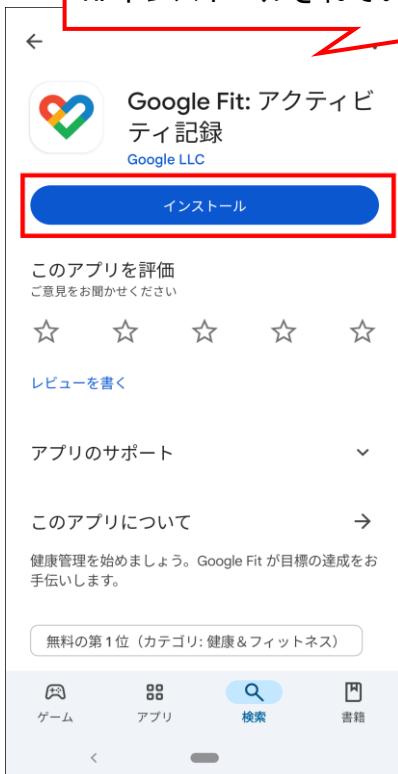 Google Fit: アクティビ
ティ記録
Google LLC
インストール
このアプリを評価
ご意見をお聞かせください
レビューを書く
アプリのサポート
このアプリについて
健康管理を始めましょう。Google Fit が目標の達成をお
手伝いします。
無料の第1位（カテゴリ: 健康＆フィットネス）
ゲーム
アプリ
検索
書籍